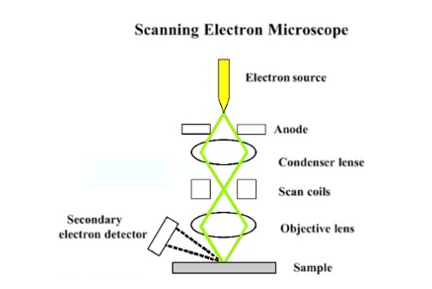 Scanning Electron Microscope
Electron source
Anode
Condenser lense
Scan coils
Secondary
electron detector
Objective lens
Sample